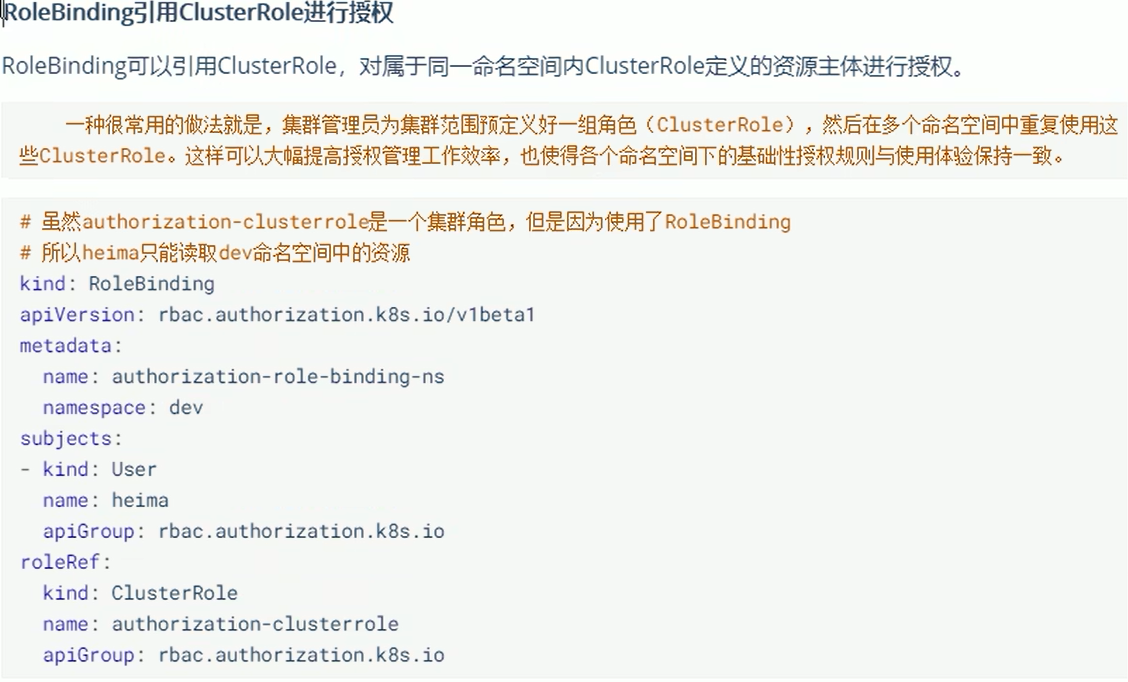 RoleBinding引用ClusterRole进行授权
RoleBinding可以引用ClusterRole，对属于同一命名空间内ClusterRole定义的资源主体进行授权。
一种很常用的做法就是，集群管理员为集群范围预定义好一组角色（ClusterRole），然后在多个命名空间中重复使用这
些ClusterRole。这样可以大幅提高授权管理工作效率，也使得各个命名空间下的基础性授权规则与使用体验保持一致。
# 虽然authorization-clusterrole是一个集群角色，但是因为使用了RoleBinding
# 所以heima只能读取dev命名空间中的资源
kind: RoleBinding
apiVersion: rbac.authorization.k8s.io/v1beta1
metadata:
  name: authorization-role-binding-ns
  namespace: dev
subjects:
- kind: User
  name: heima
  apiGroup: rbac.authorization.k8s.io
roleRef:
  kind: ClusterRole
  name: authorization-clusterrole
  apiGroup: rbac.authorization.k8s.io